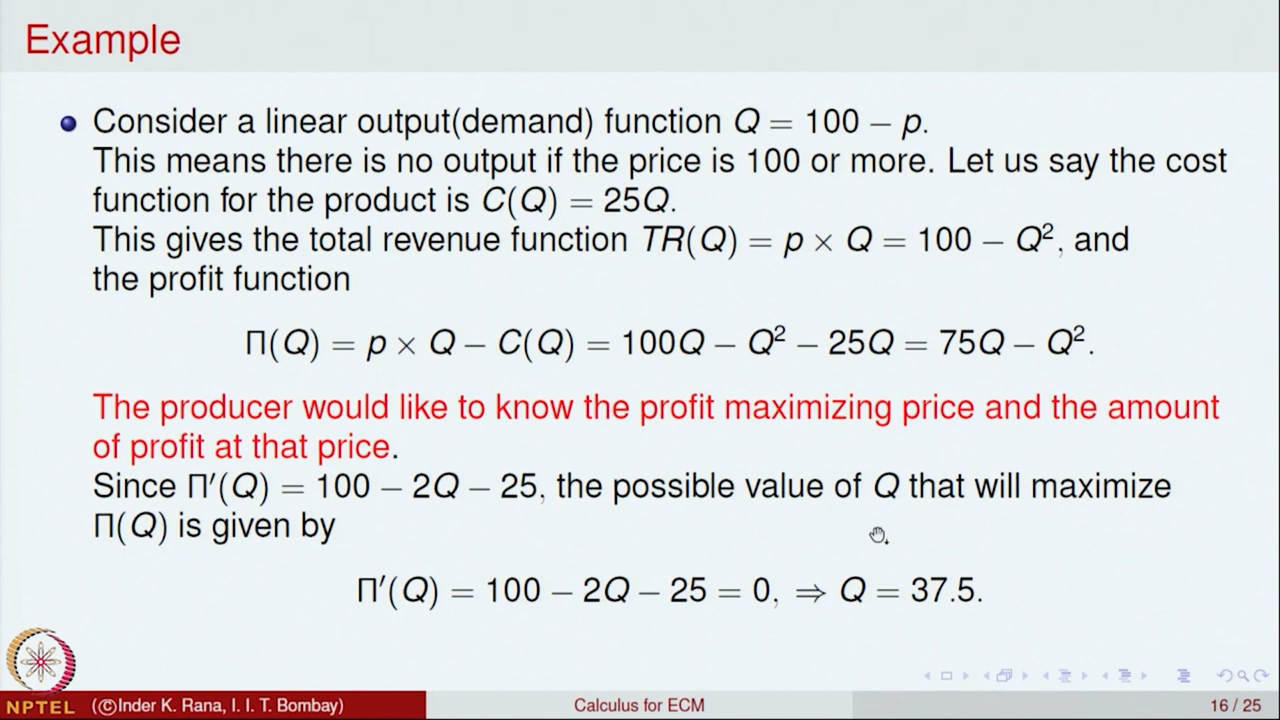 Example
Consider a linear output(demand) function Q = 100 − p.
This means there is no output if the price is 100 or more. Let us say the cost
function for the product is C(Q) = 25Q.
This gives the total revenue function TR(Q) = p × Q = 100 − Q², and
the profit function
Π(Q) = p × Q − C(Q) = 100Q − Q² − 25Q = 75Q − Q².
The producer would like to know the profit maximizing price and the amount
of profit at that price.
Since Π′(Q) = 100 − 2Q − 25, the possible value of Q that will maximize
Π(Q) is given by
Π′(Q) = 100 − 2Q − 25 = 0, ⇒ Q = 37.5.
NPTEL
(©Inder K. Rana, I. I. T. Bombay)
Calculus for ECM
16 / 25